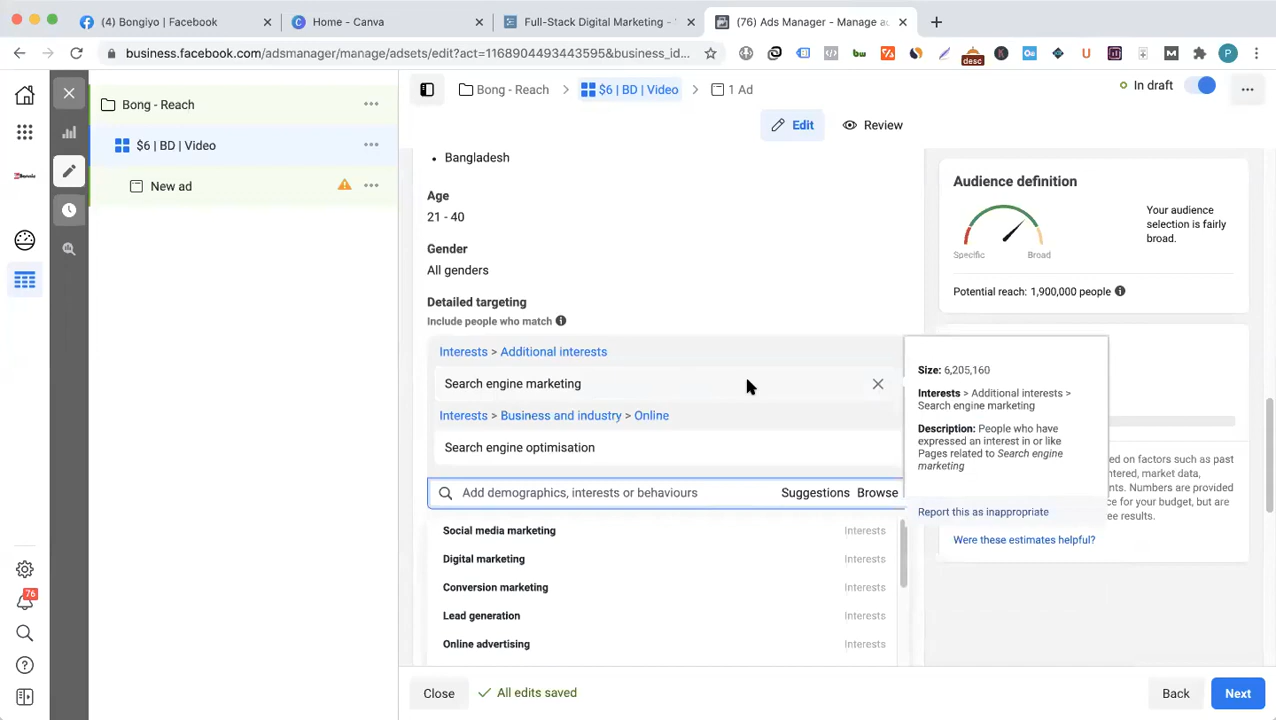 (4) Bongiyo | Facebook
Home - Canva
Full-Stack Digital Marketing -
(76) Ads Manager - Manage ad
business.facebook.com/adsmanager/manage/adsets/edit?act=1168904493443595&business_id...
desc
bw
P
Bong - Reach
$6 | BD | Video
New ad
76
Bong - Reach
$6 | BD | Video
1 Ad
In draft
Edit
Review
Bangladesh
Age
21 - 40
Gender
All genders
Detailed targeting
Include people who match
Interests > Additional interests
Search engine marketing
Interests > Business and industry > Online
Search engine optimisation
Add demographics, interests or behaviours
Suggestions
Browse
Social media marketing
Interests
Digital marketing
Interests
Conversion marketing
Interests
Lead generation
Interests
Online advertising
Interests
Audience definition
Specific
Broad
Your audience
selection is fairly
broad.
Potential reach: 1,900,000 people
Size: 6,205,160
Interests > Additional interests >
Search engine marketing
Description: People who have
expressed an interest in or like
Pages related to Search engine
marketing
Report this as inappropriate
ed on factors such as past
ntered, market data,
nts. Numbers are provided
ce for your budget, but are
ee results.
Were these estimates helpful?
Close
All edits saved
Back
Next